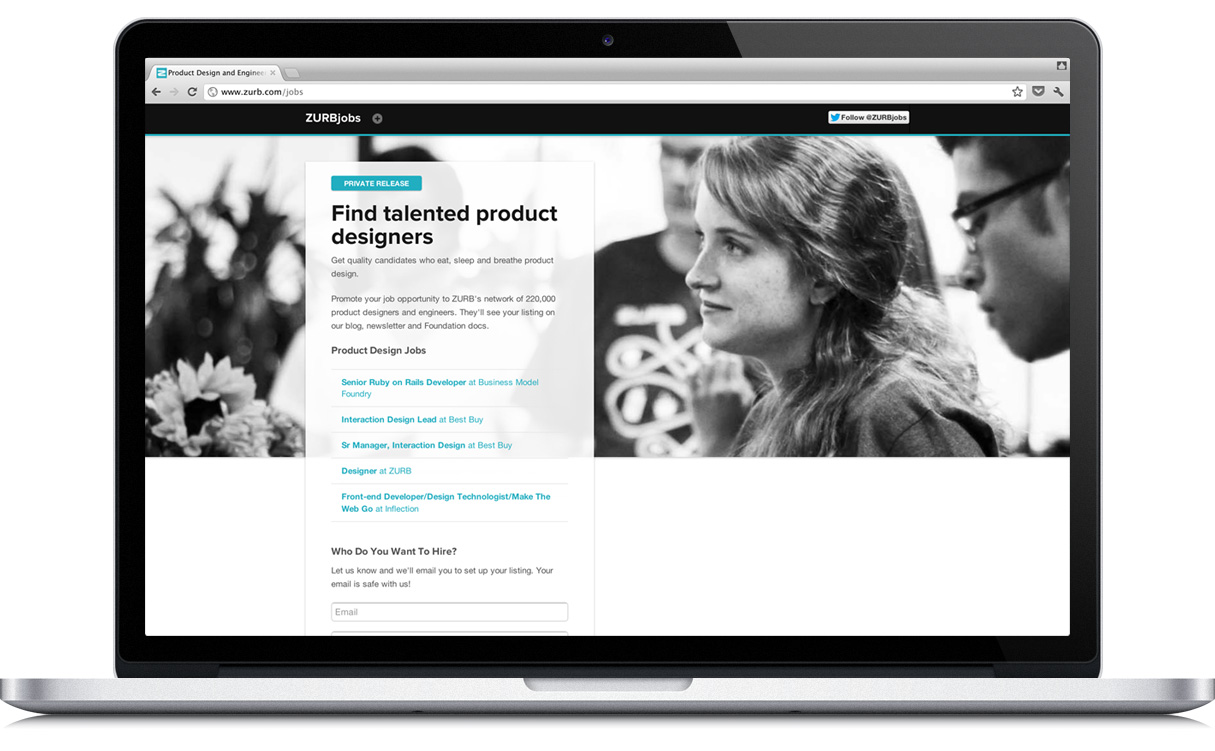 Product Design and Enginee
www.zurb.com/jobs
ZURBjobs
Follow @ZURBjobs
PRIVATE RELEASE
Find talented product
designers
Get quality candidates who eat, sleep and breathe product
design.
Promote your job opportunity to ZURB's network of 220,000
product designers and engineers. They'll see your listing on
our blog, newsletter and Foundation docs.
Product Design Jobs
Senior Ruby on Rails Developer at Business Model
Foundry
Interaction Design Lead at Best Buy
Sr Manager, Interaction Design at Best Buy
Designer at ZURB
Front-end Developer/Design Technologist/Make The
Web Go at Inflection
Who Do You Want To Hire?
Let us know and we'll email you to set up your listing. Your
email is safe with us!
Email